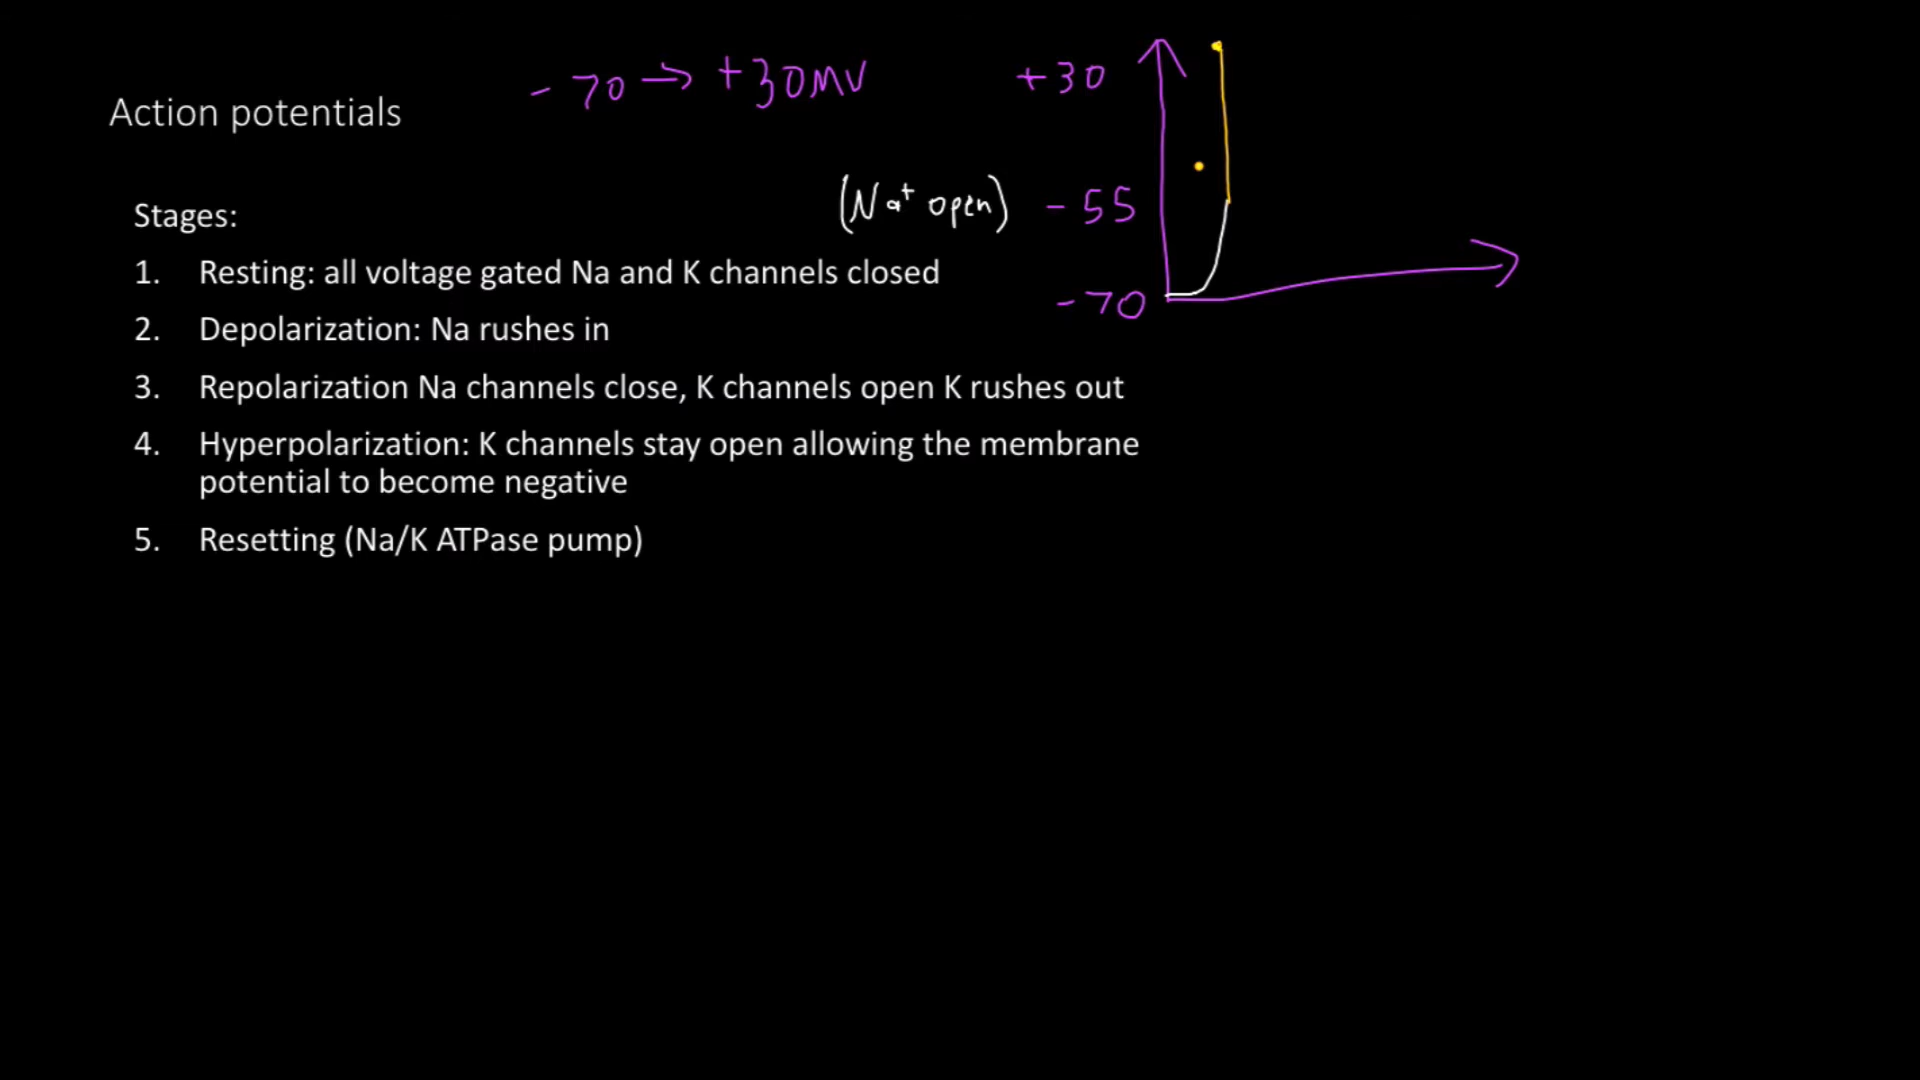 -70 → +30MV
+30
Action potentials
(Na+ open) -55
Stages:
1. Resting: all voltage gated Na and K channels closed
-70
2. Depolarization: Na rushes in
3. Repolarization Na channels close, K channels open K rushes out
4. Hyperpolarization: K channels stay open allowing the membrane
potential to become negative
5. Resetting (Na/K ATPase pump)